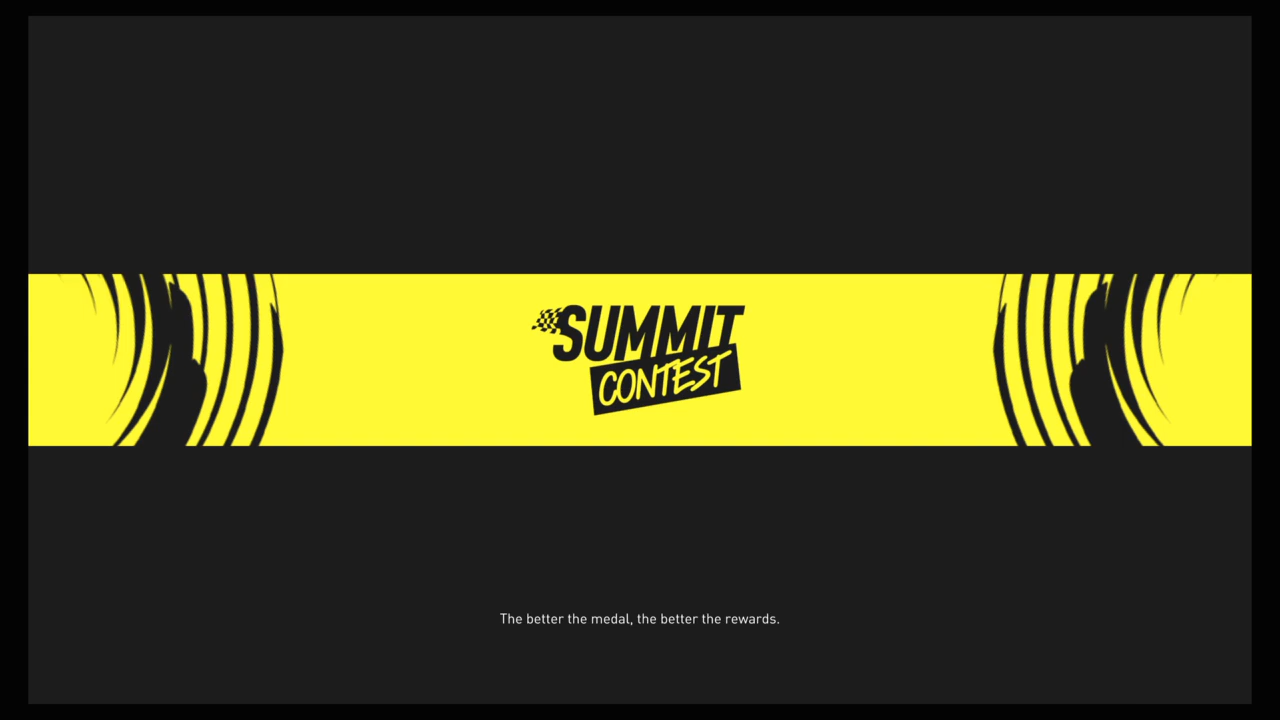 SUMMIT
CONTEST
The better the medal, the better the rewards.